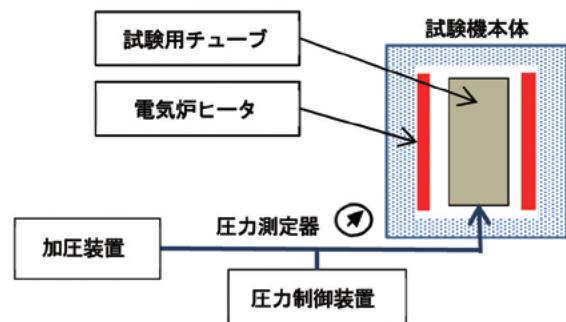 試験用チューブ
試験機本体
電気炉ヒータ
圧力測定器
加圧装置
圧力制御装置